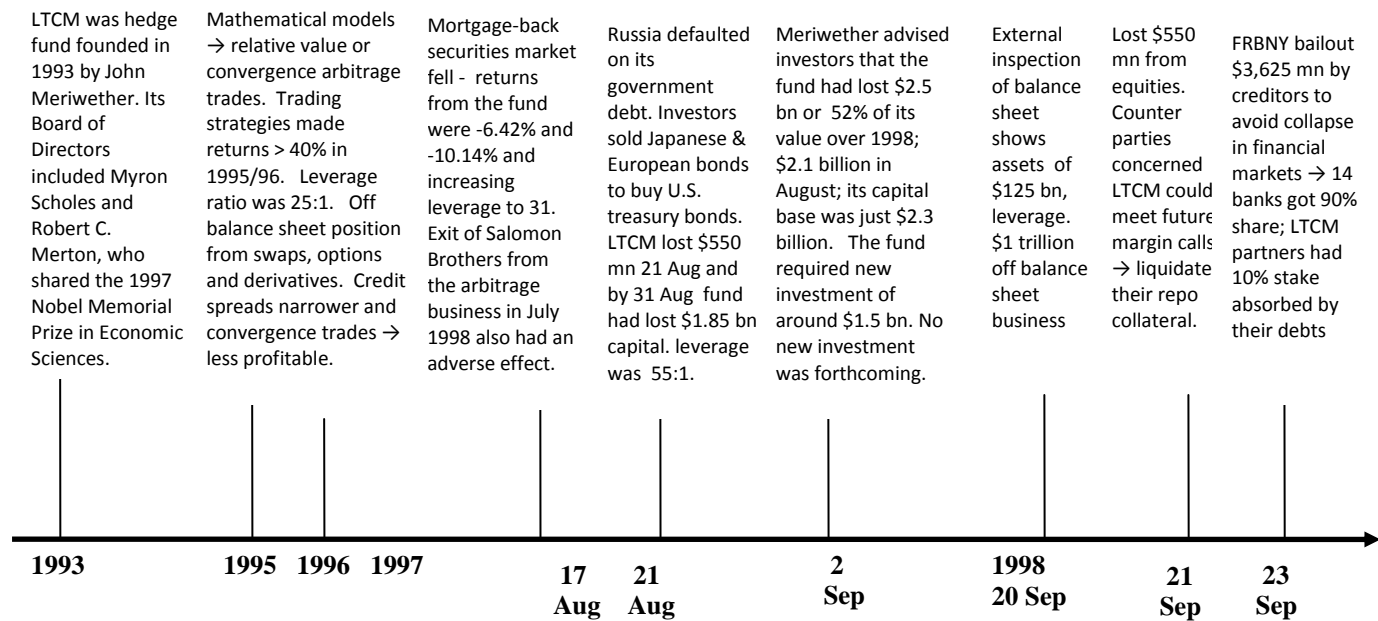 LTCM was hedge
fund founded in
1993 by John
Meriwether. Its
Board of
Directors
included Myron
Scholes and
Robert C.
Merton, who
shared the 1997
Nobel Memorial
Prize in Economic
Sciences.
Mathematical models
→ relative value or
convergence arbitrage
trades. Trading
strategies made
returns > 40% in
1995/96. Leverage
ratio was 25:1. Off
balance sheet position
from swaps, options
and derivatives. Credit
spreads narrower and
convergence trades →
less profitable.
Mortgage-back
securities market
fell - returns
from the fund
were -6.42% and
-10.14% and
increasing
leverage to 31.
Exit of Salomon
Brothers from
the arbitrage
business in July
1998 also had an
adverse effect.
Russia defaulted
on its
government
debt. Investors
sold Japanese &
European bonds
to buy U.S.
treasury bonds.
LTCM lost $550
mn 21 Aug and
by 31 Aug fund
had lost $1.85 bn
capital. leverage
was 55:1.
Meriwether advised
investors that the
fund had lost $2.5
bn or 52% of its
value over 1998;
$2.1 billion in
August; its capital
base was just $2.3
billion. The fund
required new
investment of
around $1.5 bn. No
new investment
was forthcoming.
External
inspection
of balance
sheet
shows
assets of
$125 bn,
leverage.
$1 trillion
off balance
sheet
business
Lost $550
mn from
equities.
Counter
parties
concerned
LTCM could
meet future
margin calls
→ liquidate
their repo
collateral.
FRBNY bailout
$3,625 mn by
creditors to
avoid collapse
in financial
markets → 14
banks got 90%
share; LTCM
partners had
10% stake
absorbed by
their debts
1993
1995
1996
1997
17
Aug
21
Aug
2
Sep
1998
20 Sep
21
Sep
23
Sep